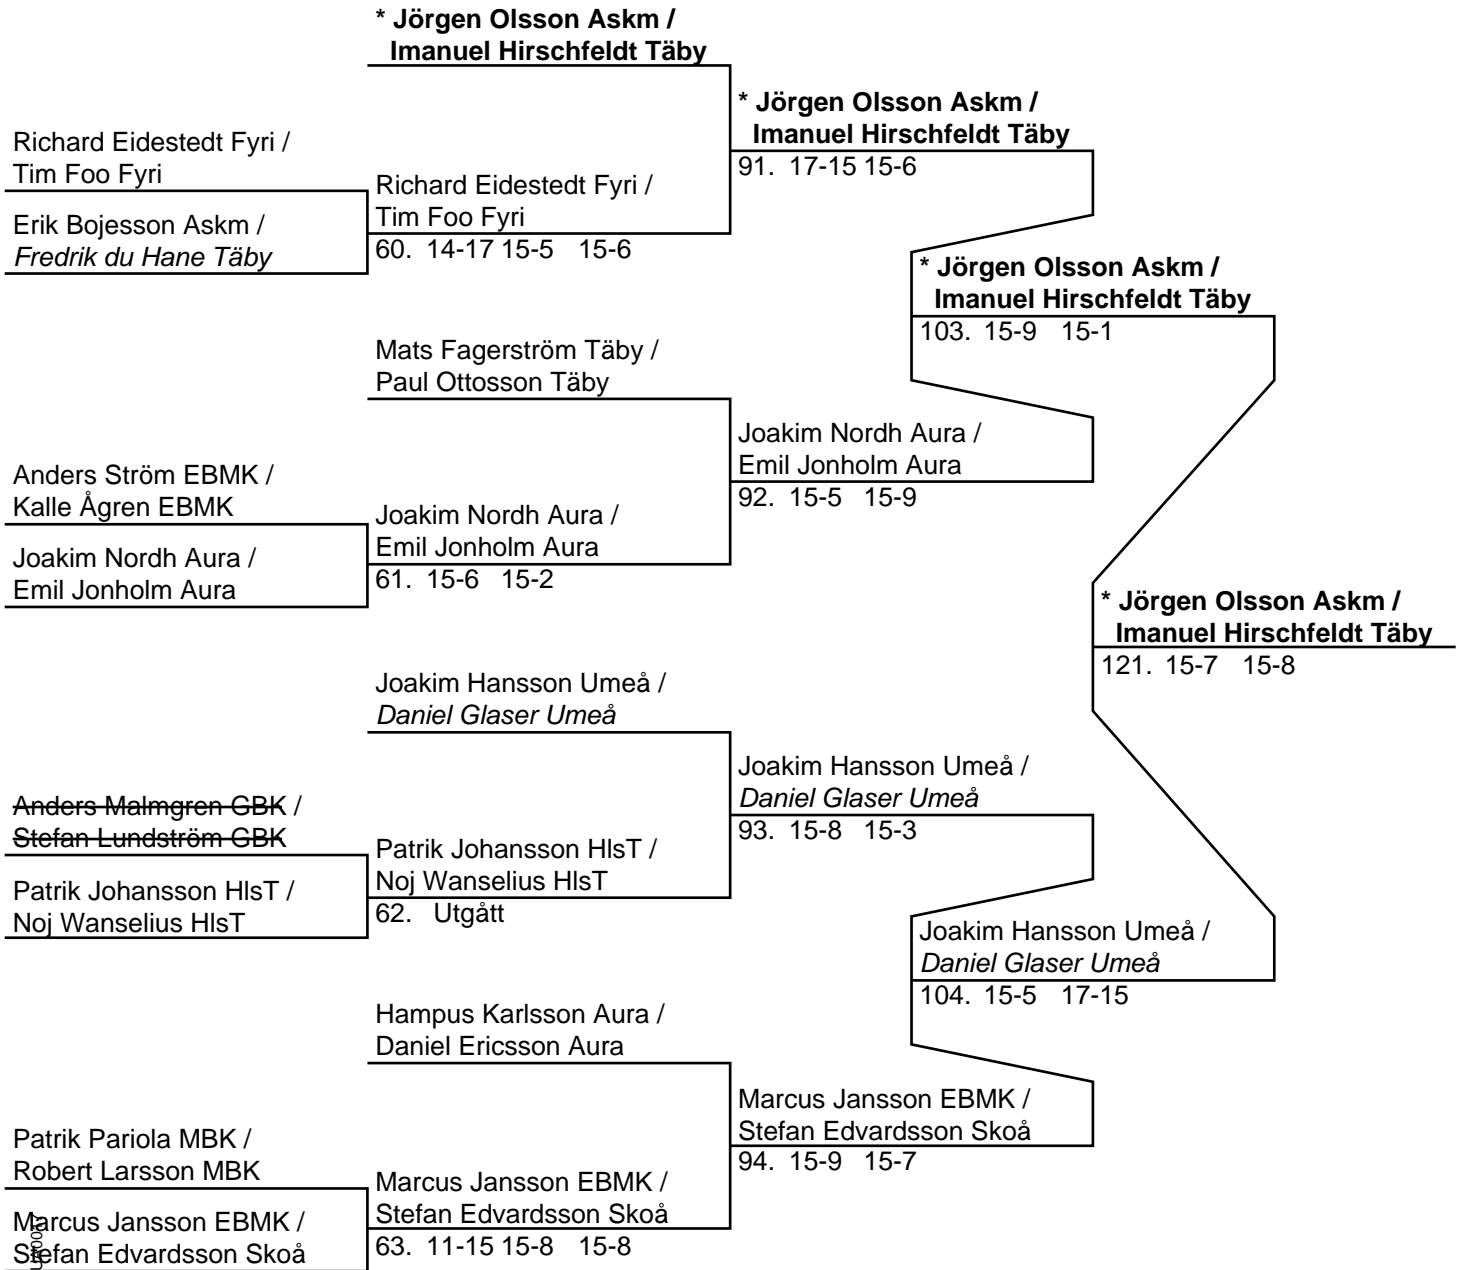 * Jörgen Olsson Askm /
Imanuel Hirschfeldt Täby
* Jörgen Olsson Askm /
Imanuel Hirschfeldt Täby
91. 17-15 15-6
Richard Eidestedt Fyri /
Tim Foo Fyri
Richard Eidestedt Fyri /
Tim Foo Fyri
60. 14-17 15-5 15-6
Erik Bojesson Askm /
Fredrik du Hane Täby
* Jörgen Olsson Askm /
Imanuel Hirschfeldt Täby
103. 15-9 15-1
Mats Fagerström Täby /
Paul Ottosson Täby
Joakim Nordh Aura /
Emil Jonholm Aura
92. 15-5 15-9
Anders Ström EBMK /
Kalle Ågren EBMK
Joakim Nordh Aura /
Emil Jonholm Aura
61. 15-6 15-2
Joakim Nordh Aura /
Emil Jonholm Aura
* Jörgen Olsson Askm /
Imanuel Hirschfeldt Täby
121. 15-7 15-8
Joakim Hansson Umeå /
Daniel Glaser Umeå
Joakim Hansson Umeå /
Daniel Glaser Umeå
93. 15-8 15-3
Anders Malmgren GBK /
Stefan Lundström GBK
Patrik Johansson HlsT /
Noj Wanselius HlsT
62. Utgått
Patrik Johansson HlsT /
Noj Wanselius HlsT
Joakim Hansson Umeå /
Daniel Glaser Umeå
104. 15-5 17-15
Hampus Karlsson Aura /
Daniel Ericsson Aura
Marcus Jansson EBMK /
Stefan Edvardsson Skoå
94. 15-9 15-7
Patrik Pariola MBK /
Robert Larsson MBK
Marcus Jansson EBMK /
Stefan Edvardsson Skoå
63. 11-15 15-8 15-8
Marcus Jansson EBMK /
Stefan Edvardsson Skoå